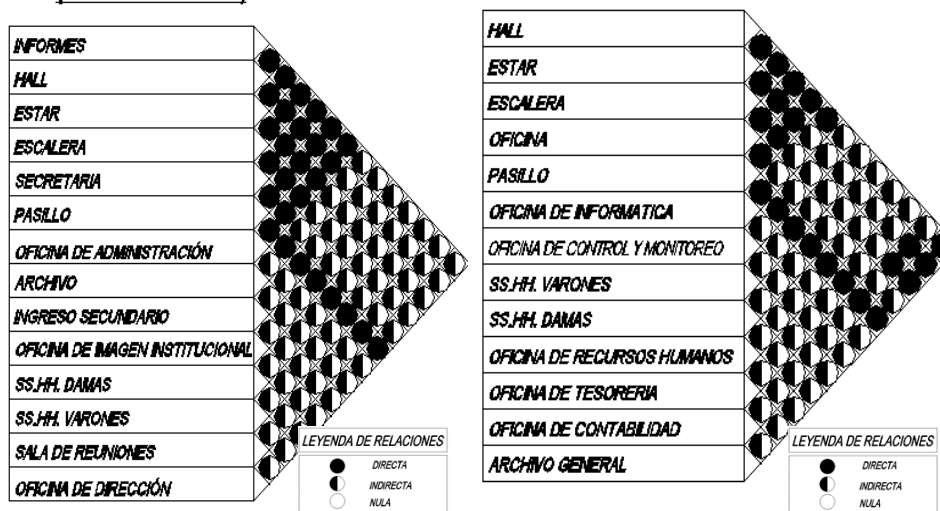 INFORMES
HALL
ESTAR
ESCALERA
SECRETARIA
PASILLO
OFICINA DE ADMINISTRACIÓN
ARCHIVO
INGRESO SECUNDARIO
OFICINA DE IMAGEN INSTITUCIONAL
SS.HH. DAMAS
SS.HH. VARONES
SALA DE REUNIONES
OFICINA DE DIRECCIÓN
LEYENDA DE RELACIONES
DIRECTA
INDIRECTA
NULA
HALL
ESTAR
ESCALERA
OFICINA
PASILLO
OFICINA DE INFORMATICA
OFICINA DE CONTROL Y MONITOREO
SS.HH. VARONES
SS.HH. DAMAS
OFICINA DE RECURSOS HUMANOS
OFICINA DE TESORERIA
OFICINA DE CONTABILIDAD
ARCHIVO GENERAL
LEYENDA DE RELACIONES
DIRECTA
INDIRECTA
NULA